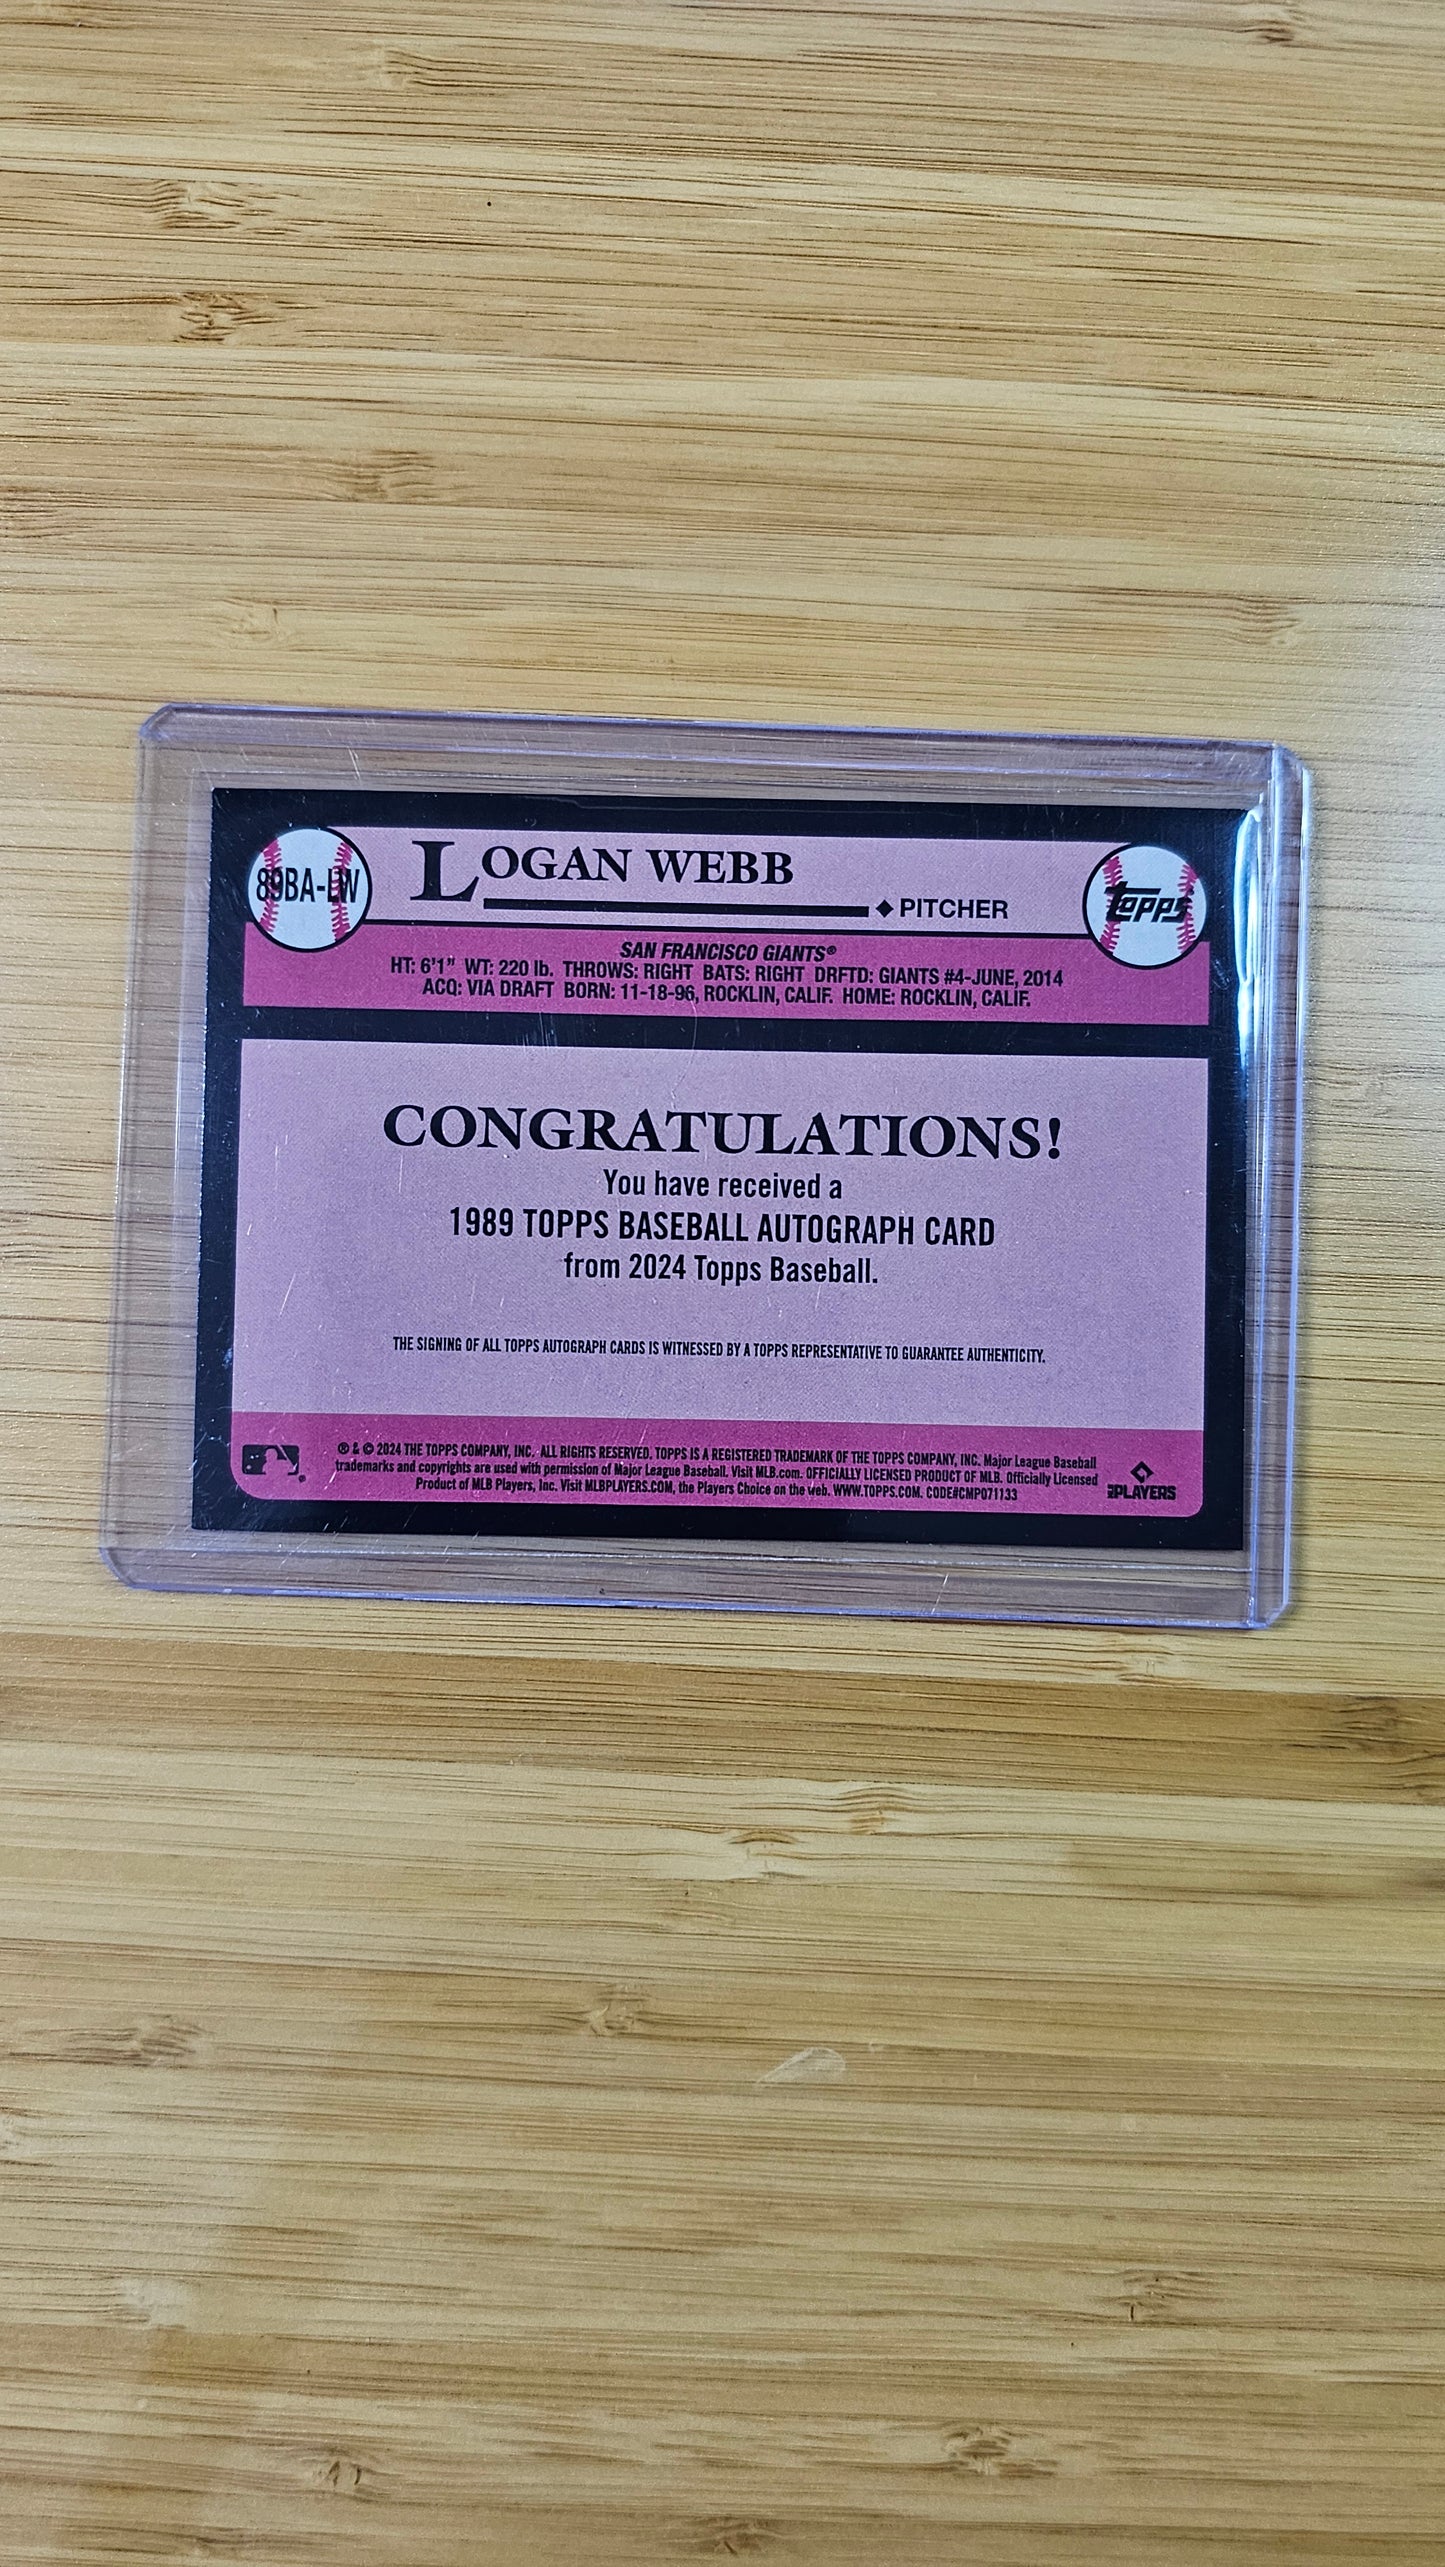 89BA-LW
LOGAN WEBB
◆ PITCHER
Topps
SAN FRANCISCO GIANTS®
HT: 6'1" WT: 220 lb. THROWS: RIGHT BATS: RIGHT DRFTD: GIANTS #4-JUNE, 2014
ACQ: VIA DRAFT BORN: 11-18-96, ROCKLIN, CALIF. HOME: ROCKLIN, CALIF.
CONGRATULATIONS!
You have received a
1989 TOPPS BASEBALL AUTOGRAPH CARD
from 2024 Topps Baseball.
THE SIGNING OF ALL TOPPS AUTOGRAPH CARDS IS WITNESSED BY A TOPPS REPRESENTATIVE TO GUARANTEE AUTHENTICITY.
® & © 2024 THE TOPPS COMPANY, INC. ALL RIGHTS RESERVED. TOPPS IS A REGISTERED TRADEMARK OF THE TOPPS COMPANY, INC. Major League Baseball
trademarks and copyrights are used with permission of Major League Baseball. Visit MLB.com. OFFICIALLY LICENSED PRODUCT OF MLB. Officially Licensed
Product of MLB Players, Inc. Visit MLBPLAYERS.COM, the Players Choice on the web. WWW.TOPPS.COM. CODE#CMP071133
PLAYERS